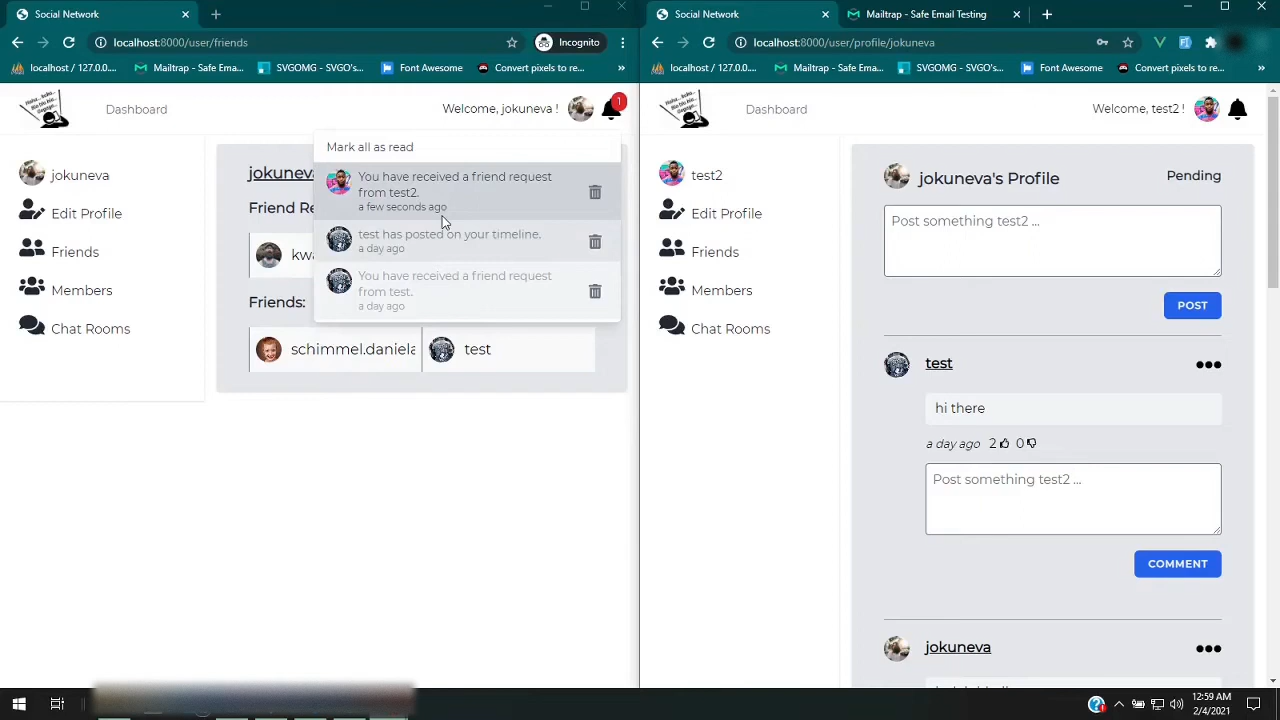 Social Network
localhost:8000/user/friends
Incognito
localhost / 127.0.0....
Mailtrap - Safe Ema...
SVGOMG - SVGO's...
Font Awesome
Convert pixels to re...
»
Dashboard
Welcome, jokuneva !
1
jokuneva
Edit Profile
Friends
Members
Chat Rooms
jokuneva
Friend Re
kwa
Friends:
schimmel.daniela
test
Mark all as read
You have received a friend request
from test2.
a few seconds ago
test has posted on your timeline.
a day ago
You have received a friend request
from test.
a day ago
Social Network
Mailtrap - Safe Email Testing
localhost:8000/user/profile/jokuneva
localhost / 127.0.0....
Mailtrap - Safe Ema...
SVGOMG - SVGO's...
Font Awesome
Convert pixels to re...
»
Dashboard
Welcome, test2 !
test2
Edit Profile
Friends
Members
Chat Rooms
jokuneva's Profile
Pending
Post something test2 ...
POST
test
hi there
a day ago 2 0
Post something test2 ...
COMMENT
jokuneva
12:59 AM
2/4/2021